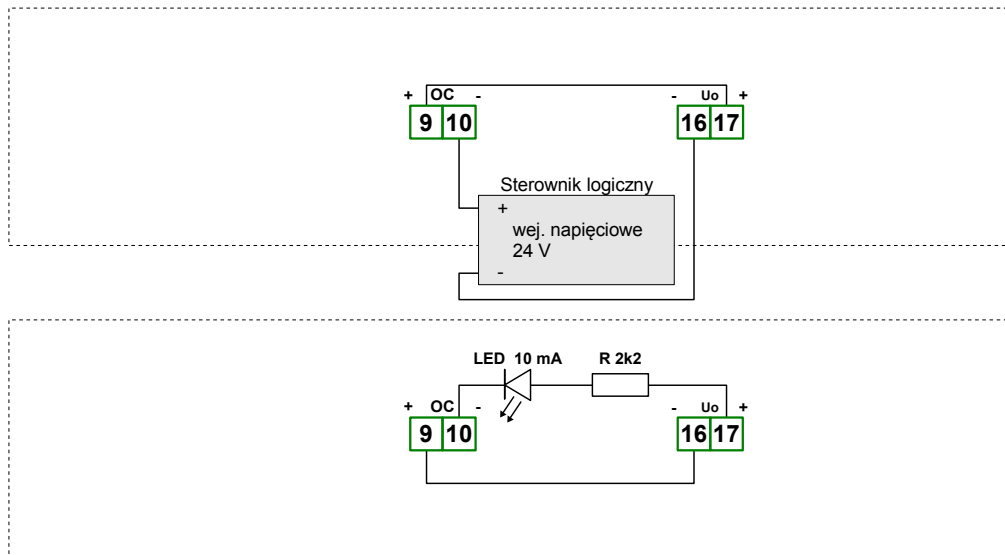 + OC - - Uo +
9 10 16 17
Sterownik logiczny
+
wej. napięciowe
24 V
-
LED 10 mA R 2k2
+ OC - - Uo +
9 10 16 17